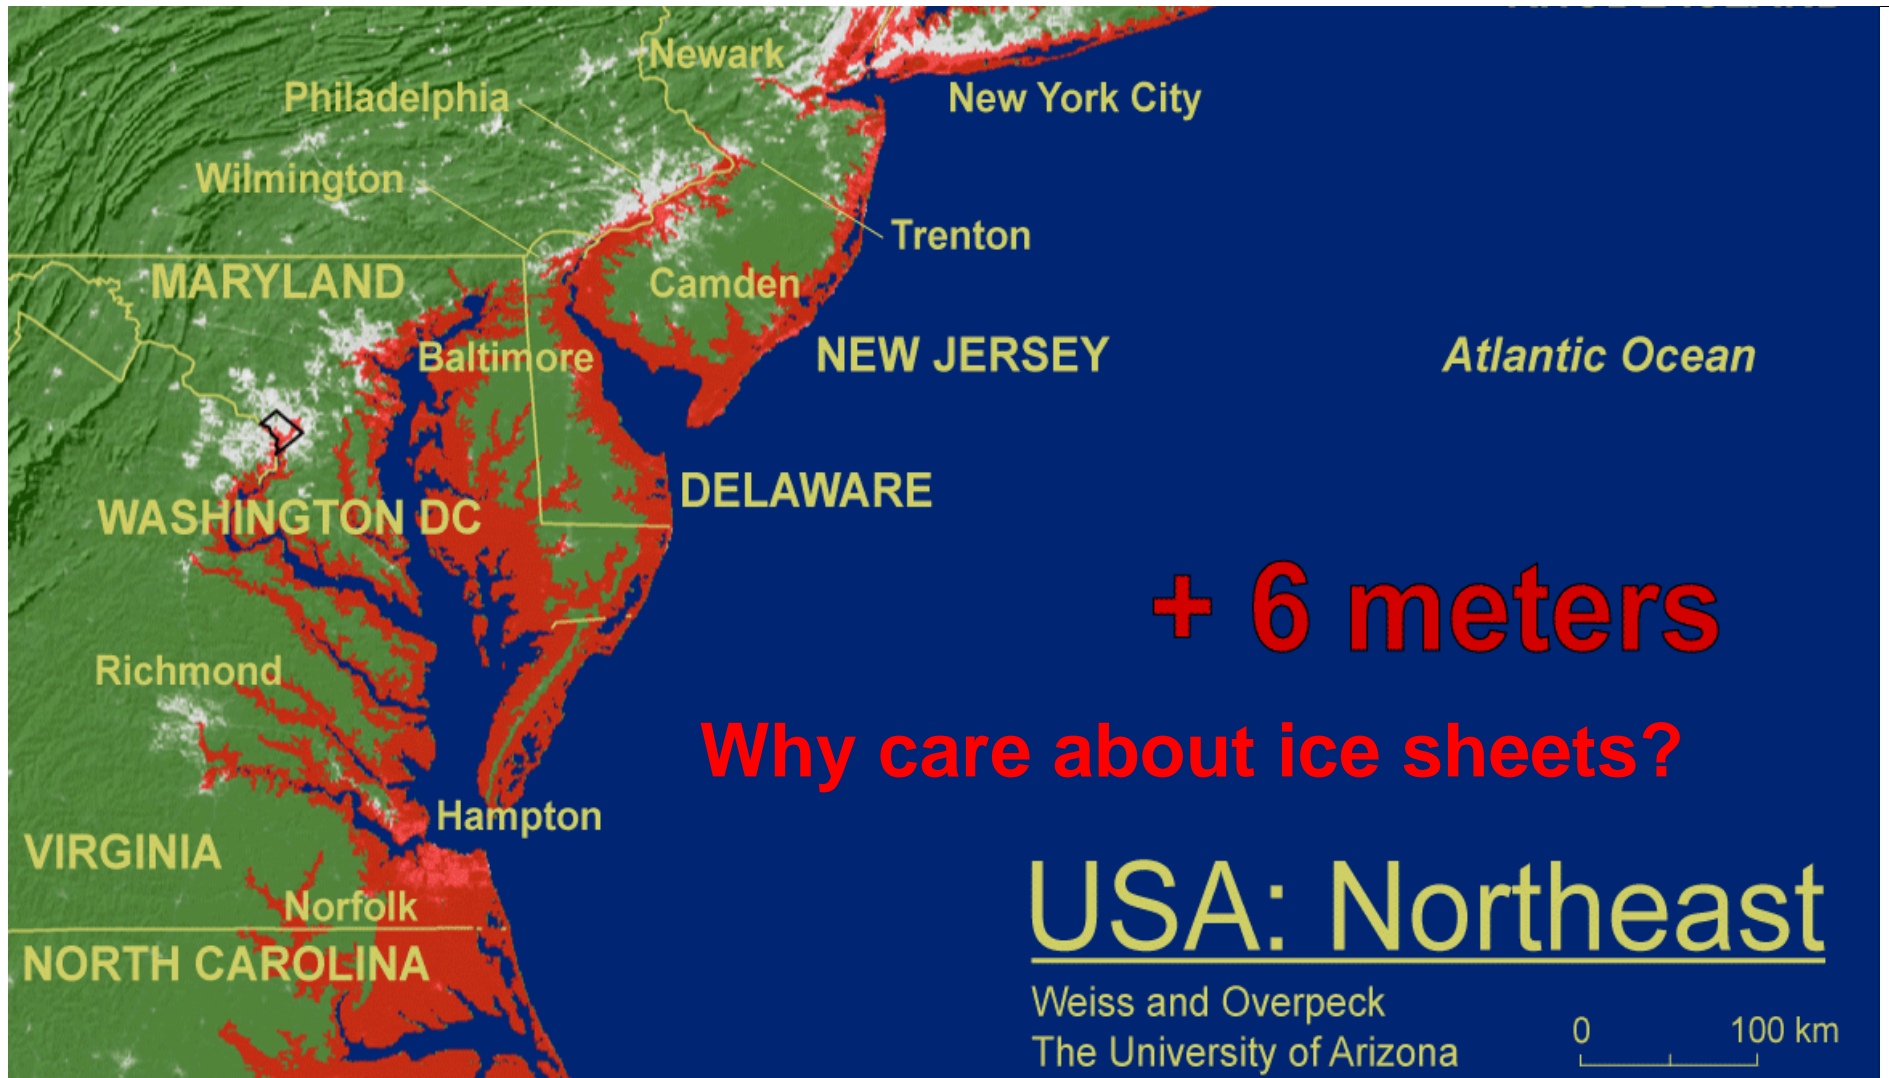 Newark
Philadelphia
New York City
Wilmington
Trenton
MARYLAND
Camden
Baltimore
NEW JERSEY
Atlantic Ocean
DELAWARE
WASHINGTON DC
+ 6 meters
Richmond
Why care about ice sheets?
Hampton
VIRGINIA
USA: Northeast
Norfolk
NORTH CAROLINA
Weiss and Overpeck
The University of Arizona
0 100 km